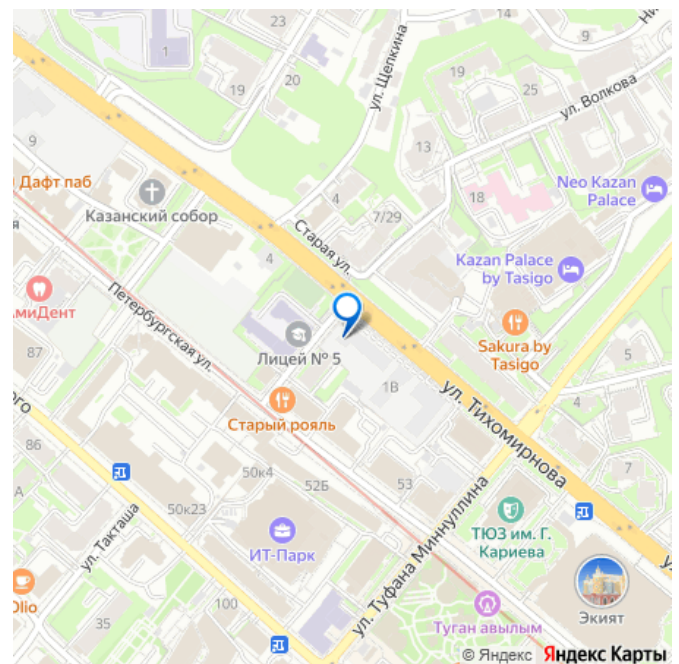 Ни
1
19
20
ул. Щепкина
19
25
ул. Волкова
9
13
Дафт паб
Казанский собор
4
18
Neo Kazan
Palace
7/29
я
Старая ул.
4
Kazan Palace
by Tasigo
АмиДент
Петербургская ул.
87
Лицей № 5
Sakura by
Tasigo
5
1В
4
ого
Старый рояль
ул. Тихомирнова
86
50к4
52Б
53
7
А
50к23
ул. Такташа
ИТ-Парк
ТЮЗ им. Г.
Кариева
ул. Туфана Миннуллина
у.
Olio
35
100
Туган авылым
Экият
© Яндекс Яндекс Карты